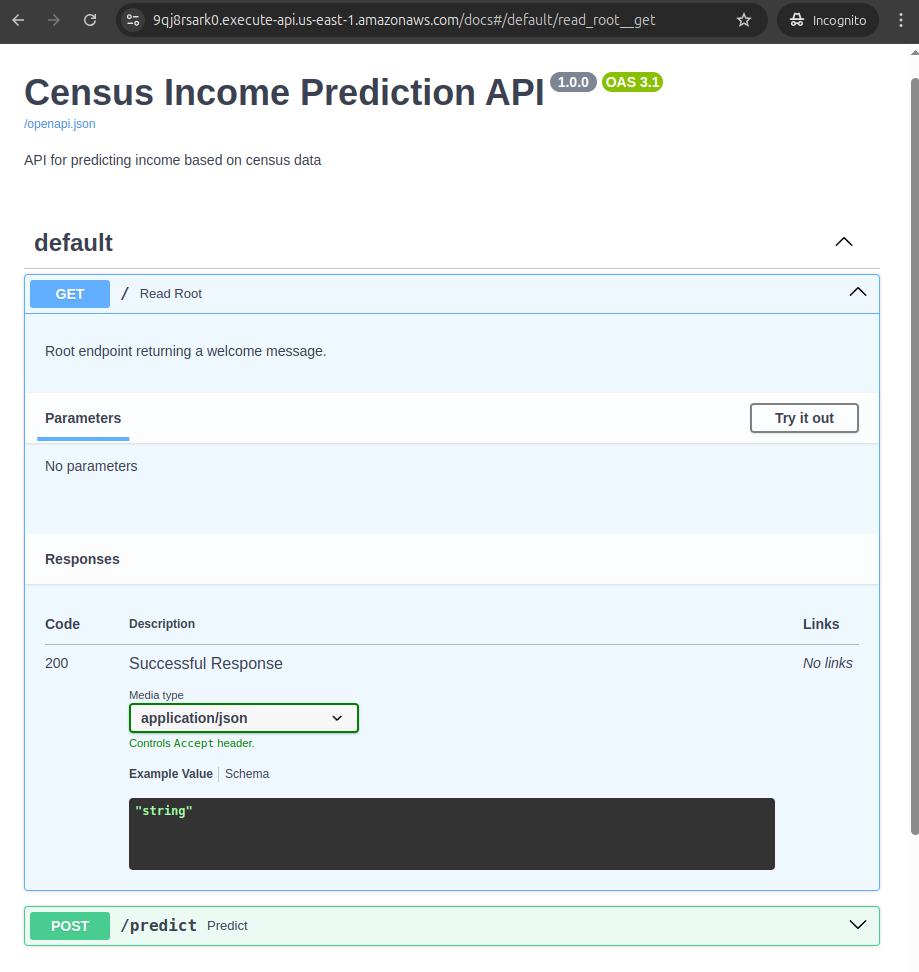 9qj8rsark0.execute-api.us-east-1.amazonaws.com/docs#/default/read_root__get
Incognito
Census Income Prediction API 1.0.0 OAS 3.1
/openapi.json
API for predicting income based on census data
default
GET / Read Root
Root endpoint returning a welcome message.
Parameters Try it out
No parameters
Responses
Code Description Links
200 Successful Response No links
Media type
application/json
Controls Accept header.
Example Value Schema
"string"
POST /predict Predict